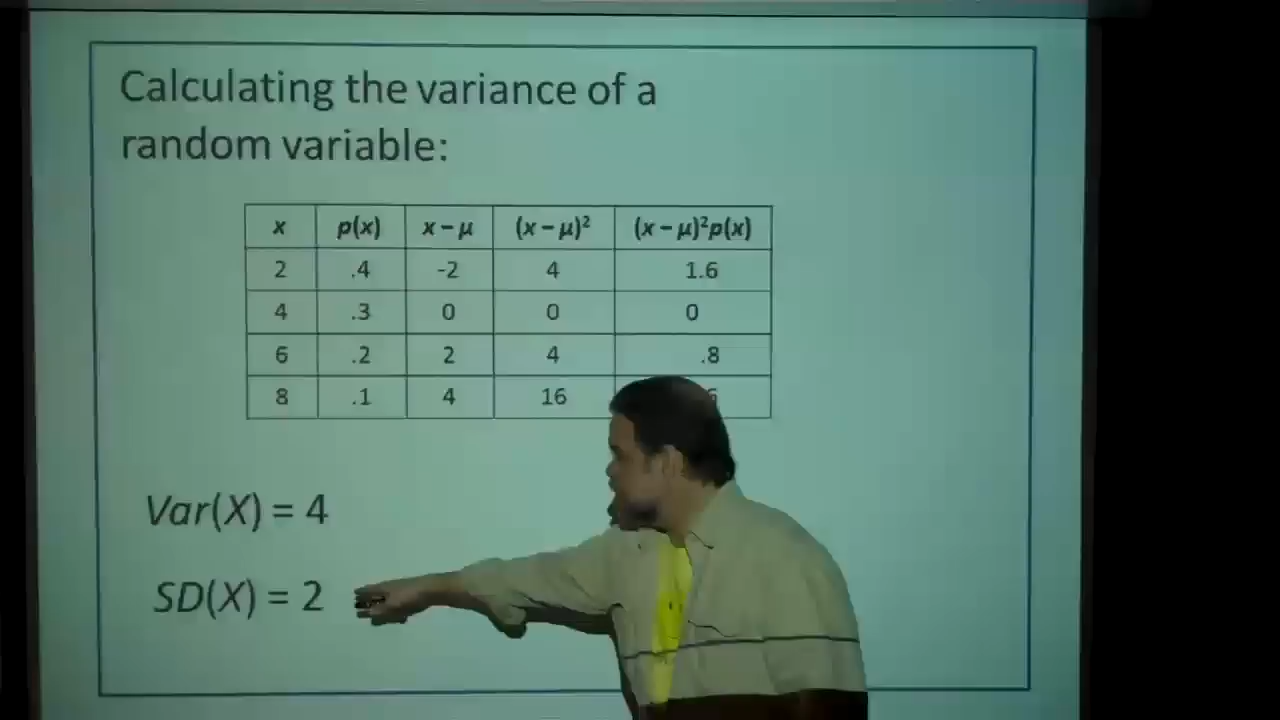 Calculating the variance of a
random variable:
x p(x) x – μ (x – μ)² (x – μ)²p(x)
2 .4 -2 4 1.6
4 .3 0 0 0
6 .2 2 4 .8
8 .1 4 16
Var(X) = 4
SD(X) = 2